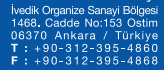 İvedik Organize Sanayi Bölgesi
1468. Cadde No:153 Ostim
06370 Ankara / Türkiye
T : +90-312-395-4860
F : +90-312-395-4868